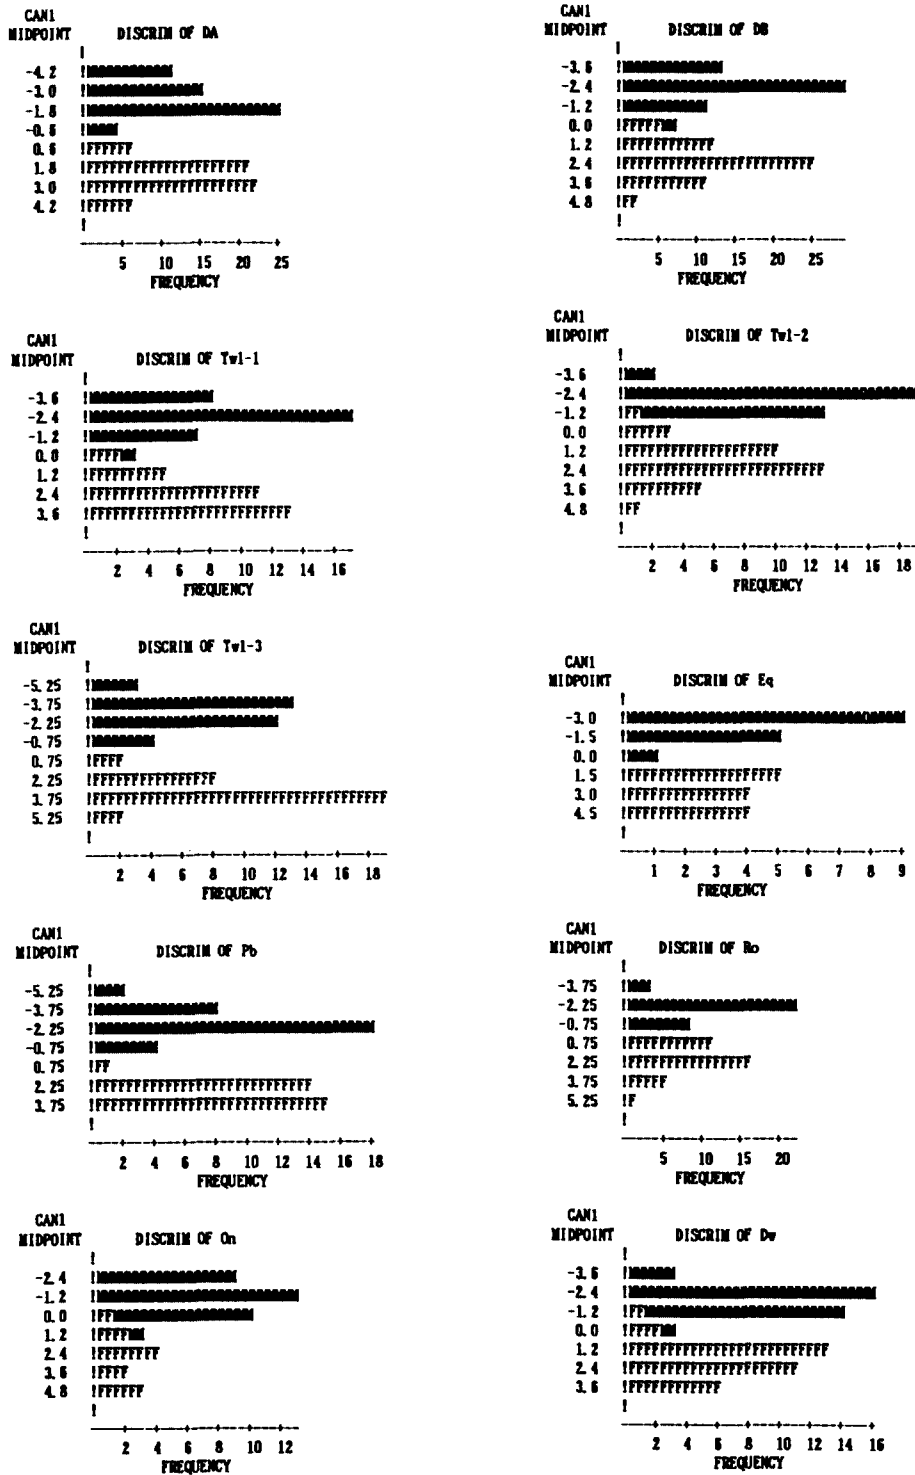 CAN1
MIDPOINT DISCRIM OF DA
-4.2
-3.0
-1.8
-0.6
0.6 FFFFFF
1.8 FFFFFFFFFFFFFFFFFFFFF
3.0 FFFFFFFFFFFFFFFFFFFFFF
4.2 FFFFFF
5 10 15 20 25
FREQUENCY
CAN1
MIDPOINT DISCRIM OF DB
-3.6
-2.4
-1.2
0.0 FFFFF
1.2 FFFFFFFFFFFF
2.4 FFFFFFFFFFFFFFFFFFFFFFFFF
3.6 FFFFFFFFFFF
4.8 FF
5 10 15 20 25
FREQUENCY
CAN1
MIDPOINT DISCRIM OF Tw1-1
-3.6
-2.4
-1.2
0.0 FFFF
1.2 FFFFFFFFFF
2.4 FFFFFFFFFFFFFFFFFFFFFF
3.6 FFFFFFFFFFFFFFFFFFFFFFFFFF
2 4 6 8 10 12 14 16
FREQUENCY
CAN1
MIDPOINT DISCRIM OF Tw1-2
-3.6
-2.4
-1.2 FF
0.0 FFFFFF
1.2 FFFFFFFFFFFFFFFFFFFF
2.4 FFFFFFFFFFFFFFFFFFFFFFFFFF
3.6 FFFFFFFFFF
4.8 FF
2 4 6 8 10 12 14 16 18
FREQUENCY
CAN1
MIDPOINT DISCRIM OF Tw1-3
-5.25
-3.75
-2.25
-0.75
0.75 FFFF
2.25 FFFFFFFFFFFFFFFF
3.75 FFFFFFFFFFFFFFFFFFFFFFFFFFFFFFFFFFFFFF
5.25 FFFF
2 4 6 8 10 12 14 16 18
FREQUENCY
CAN1
MIDPOINT DISCRIM OF Eq
-3.0
-1.5
0.0
1.5 FFFFFFFFFFFFFFFFFFFF
3.0 FFFFFFFFFFFFFFFF
4.5 FFFFFFFFFFFFFFFF
1 2 3 4 5 6 7 8 9
FREQUENCY
CAN1
MIDPOINT DISCRIM OF Pb
-5.25
-3.75
-2.25
-0.75
0.75 FF
2.25 FFFFFFFFFFFFFFFFFFFFFFFFFFFF
3.75 FFFFFFFFFFFFFFFFFFFFFFFFFFFFFF
2 4 6 8 10 12 14 16 18
FREQUENCY
CAN1
MIDPOINT DISCRIM OF Ro
-3.75
-2.25
-0.75
0.75 FFFFFFFFFFF
2.25 FFFFFFFFFFFFFFFF
3.75 FFFFF
5.25 F
5 10 15 20
FREQUENCY
CAN1
MIDPOINT DISCRIM OF On
-2.4
-1.2
0.0 FF
1.2 FFFF
2.4 FFFFFFFF
3.6 FFFF
4.8 FFFFFF
2 4 6 8 10 12
FREQUENCY
CAN1
MIDPOINT DISCRIM OF Dw
-3.6
-2.4
-1.2 FF
0.0 FFFF
1.2 FFFFFFFFFFFFFFFFFFFFFFFFFF
2.4 FFFFFFFFFFFFFFFFFFFFFF
3.6 FFFFFFFFFFFF
2 4 6 8 10 12 14 16
FREQUENCY